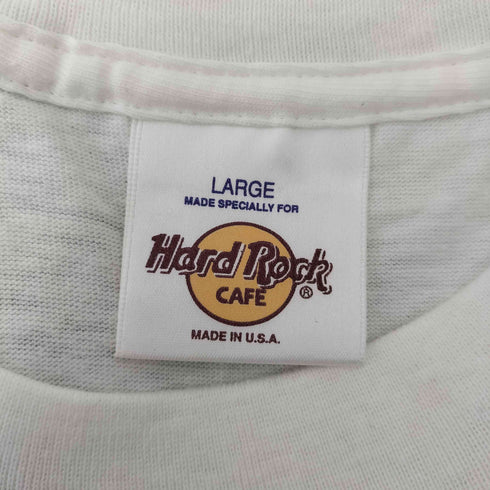 LARGE
MADE SPECIALLY FOR
Hard Rock
CAFE ®
MADE IN U.S.A.